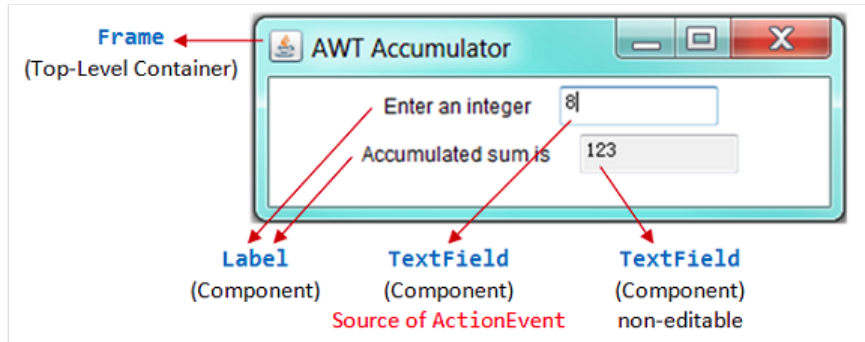 Frame
(Top-Level Container)
AWT Accumulator
Enter an integer 8
Accumulated sum is 123
Label
(Component)
TextField
(Component)
Source of ActionEvent
TextField
(Component)
non-editable